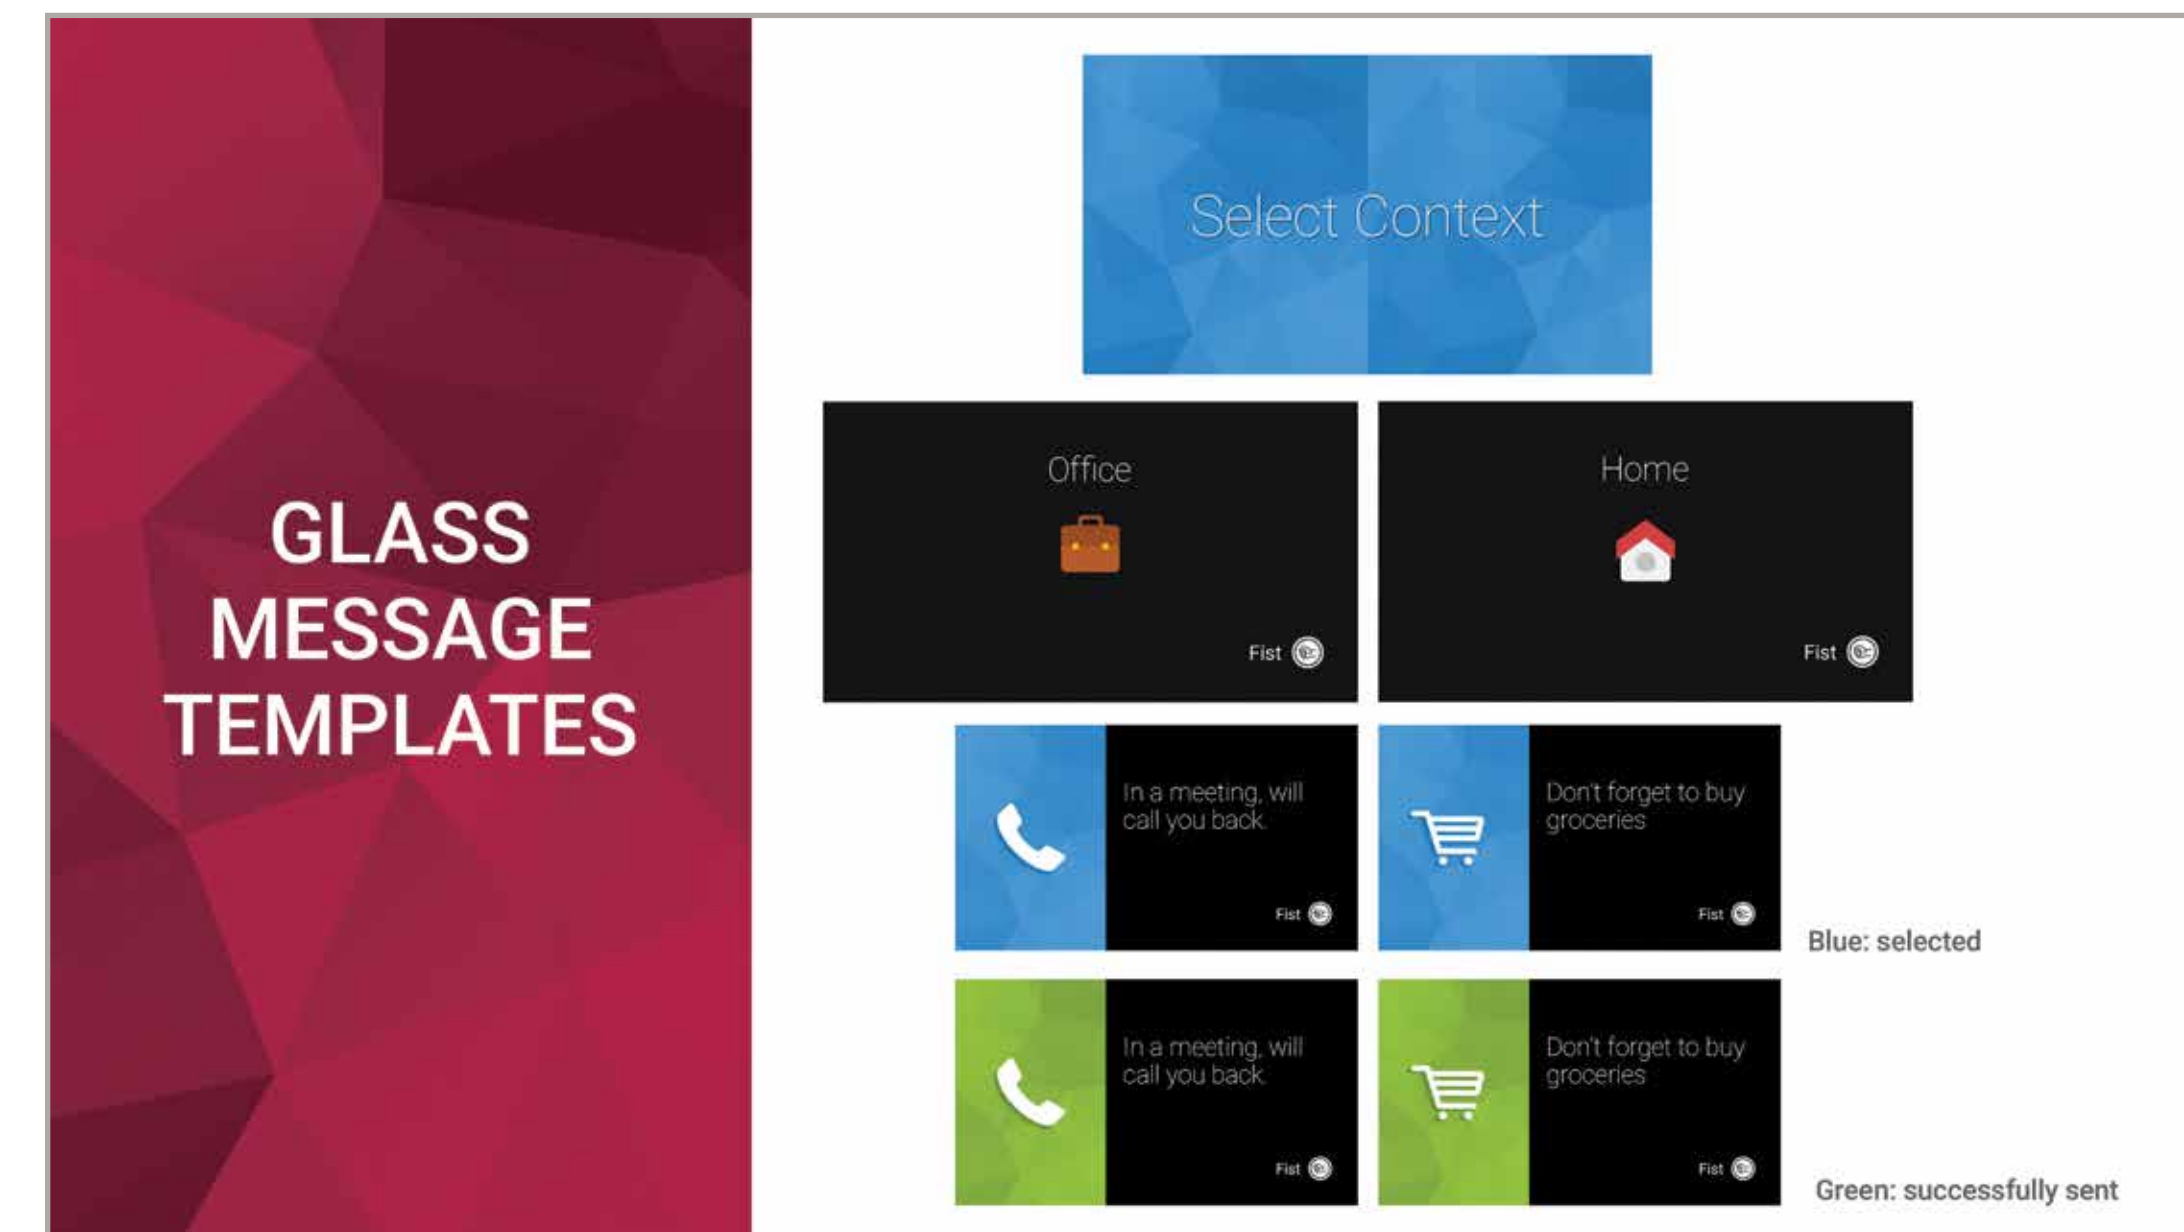 GLASS
MESSAGE
TEMPLATES
Select Context
Office
Fist
Home
Fist
In a meeting, will
call you back.
Fist
Don't forget to buy
groceries
Fist
Blue: selected
In a meeting, will
call you back.
Fist
Don't forget to buy
groceries
Fist
Green: successfully sent